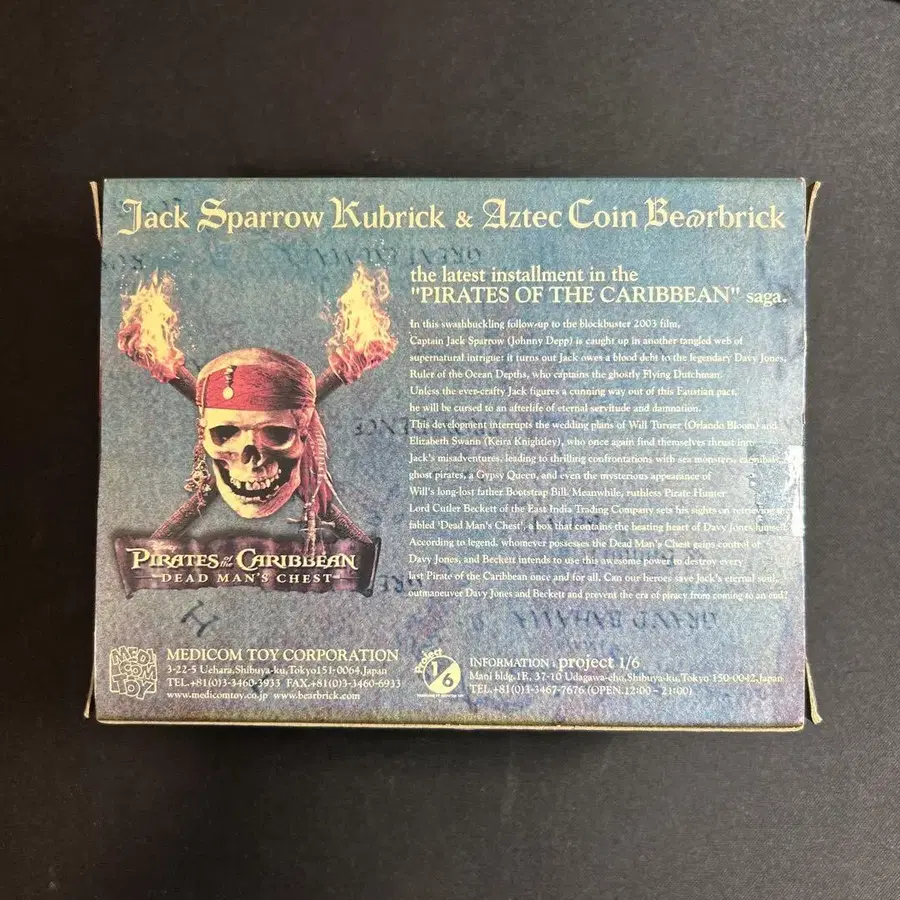 Jack Sparrow Kubrick & Aztec Coin Be@rbrick
the latest installment in the
"PIRATES OF THE CARIBBEAN" saga.
In this swashbuckling follow-up to the blockbuster 2003 film,
Captain Jack Sparrow (Johnny Depp) is caught up in another tangled web of
supernatural intrigue: it turns out Jack owes a blood debt to the legendary Davy Jones,
Ruler of the Ocean Depths, who captains the ghostly Flying Dutchman.
Unless the ever-crafty Jack figures a cunning way out of this Faustian pact,
he will be cursed to an afterlife of eternal servitude and damnation.
This development interrupts the wedding plans of Will Turner (Orlando Bloom) and
Elizabeth Swann (Keira Knightley), who once again find themselves thrust into
Jack's misadventures, leading to thrilling confrontations with sea monsters, cannibals,
ghost pirates, a Gypsy Queen, and even the mysterious appearance of
Will's long-lost father Bootstrap Bill. Meanwhile, ruthless Pirate Hunter
Lord Cutler Beckett of the East India Trading Company sets his sights on retrieving the
fabled 'Dead Man's Chest', a box that contains the beating heart of Davy Jones himself.
According to legend, whomever possesses the Dead Man's Chest gains control of
Davy Jones, and Beckett intends to use this awesome power to destroy every
last Pirate of the Caribbean once and for all. Can our heroes save Jack's eternal soul,
outmaneuver Davy Jones and Beckett and prevent the era of piracy from coming to an end?
Disney
PIRATES of the CARIBBEAN
DEAD MAN'S CHEST
GRAND BAHAMA
MEDICOM TOY
MEDICOM TOY CORPORATION
3-22-5 Uehara,Shibuya-ku,Tokyo151-0064,Japan
TEL.+81(0)3-3460-3933 FAX.+81(0)3-3460-6933
www.medicomtoy.co.jp www.bearbrick.com
Project
1/6
INFORMATION : project 1/6
Mani bldg.1F, 37-10 Udagawa-cho,Shibuya-ku,Tokyo 150-0042,Japan
TEL.+81(0)3-3467-7676 (OPEN.12:00 - 21:00)